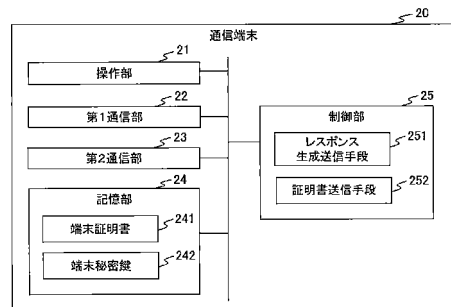 20
通信端末
21
操作部
22
第1通信部
23
第2通信部
24
記憶部
241
端末証明書
242
端末秘密鍵
25
制御部
251
レスポンス
生成送信手段
252
証明書送信手段